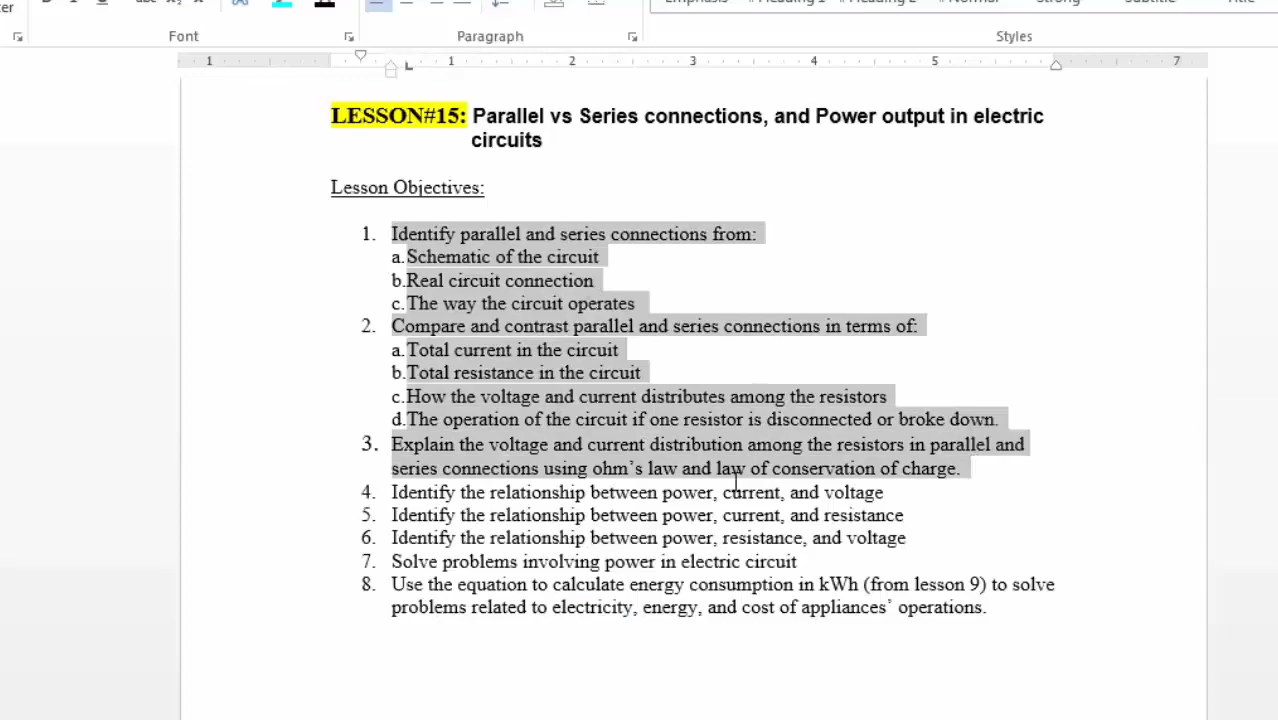 Font
Paragraph
Styles
1 1 2 3 4 5 7
LESSON#15: Parallel vs Series connections, and Power output in electric
circuits
Lesson Objectives:
1. Identify parallel and series connections from:
a.Schematic of the circuit
b.Real circuit connection
c.The way the circuit operates
2. Compare and contrast parallel and series connections in terms of:
a.Total current in the circuit
b.Total resistance in the circuit
c.How the voltage and current distributes among the resistors
d.The operation of the circuit if one resistor is disconnected or broke down.
3. Explain the voltage and current distribution among the resistors in parallel and
series connections using ohm's law and law of conservation of charge.
4. Identify the relationship between power, current, and voltage
5. Identify the relationship between power, current, and resistance
6. Identify the relationship between power, resistance, and voltage
7. Solve problems involving power in electric circuit
8. Use the equation to calculate energy consumption in kWh (from lesson 9) to solve
problems related to electricity, energy, and cost of appliances' operations.